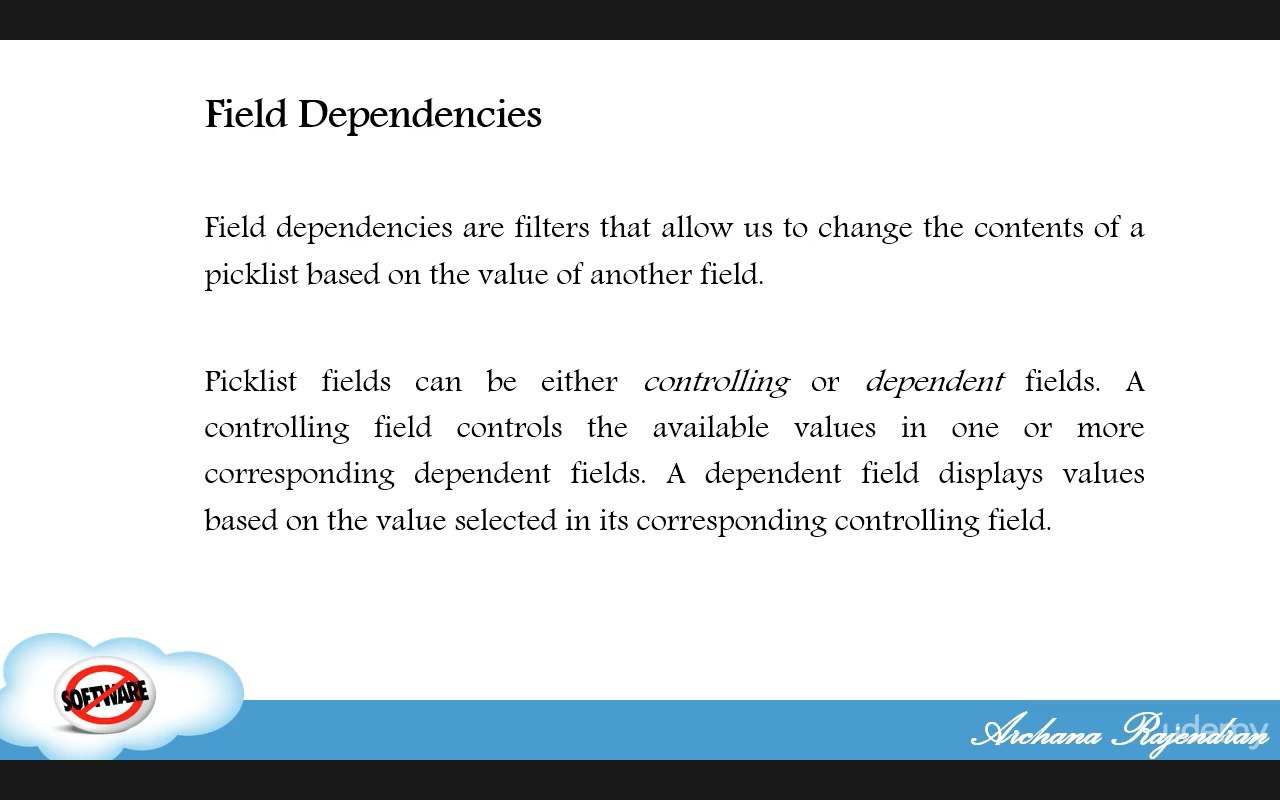 Field Dependencies
Field dependencies are filters that allow us to change the contents of a
picklist based on the value of another field.
Picklist fields can be either controlling or dependent fields. A
controlling field controls the available values in one or more
corresponding dependent fields. A dependent field displays values
based on the value selected in its corresponding controlling field.
SOFTWARE
Archana Rajendran
udemy